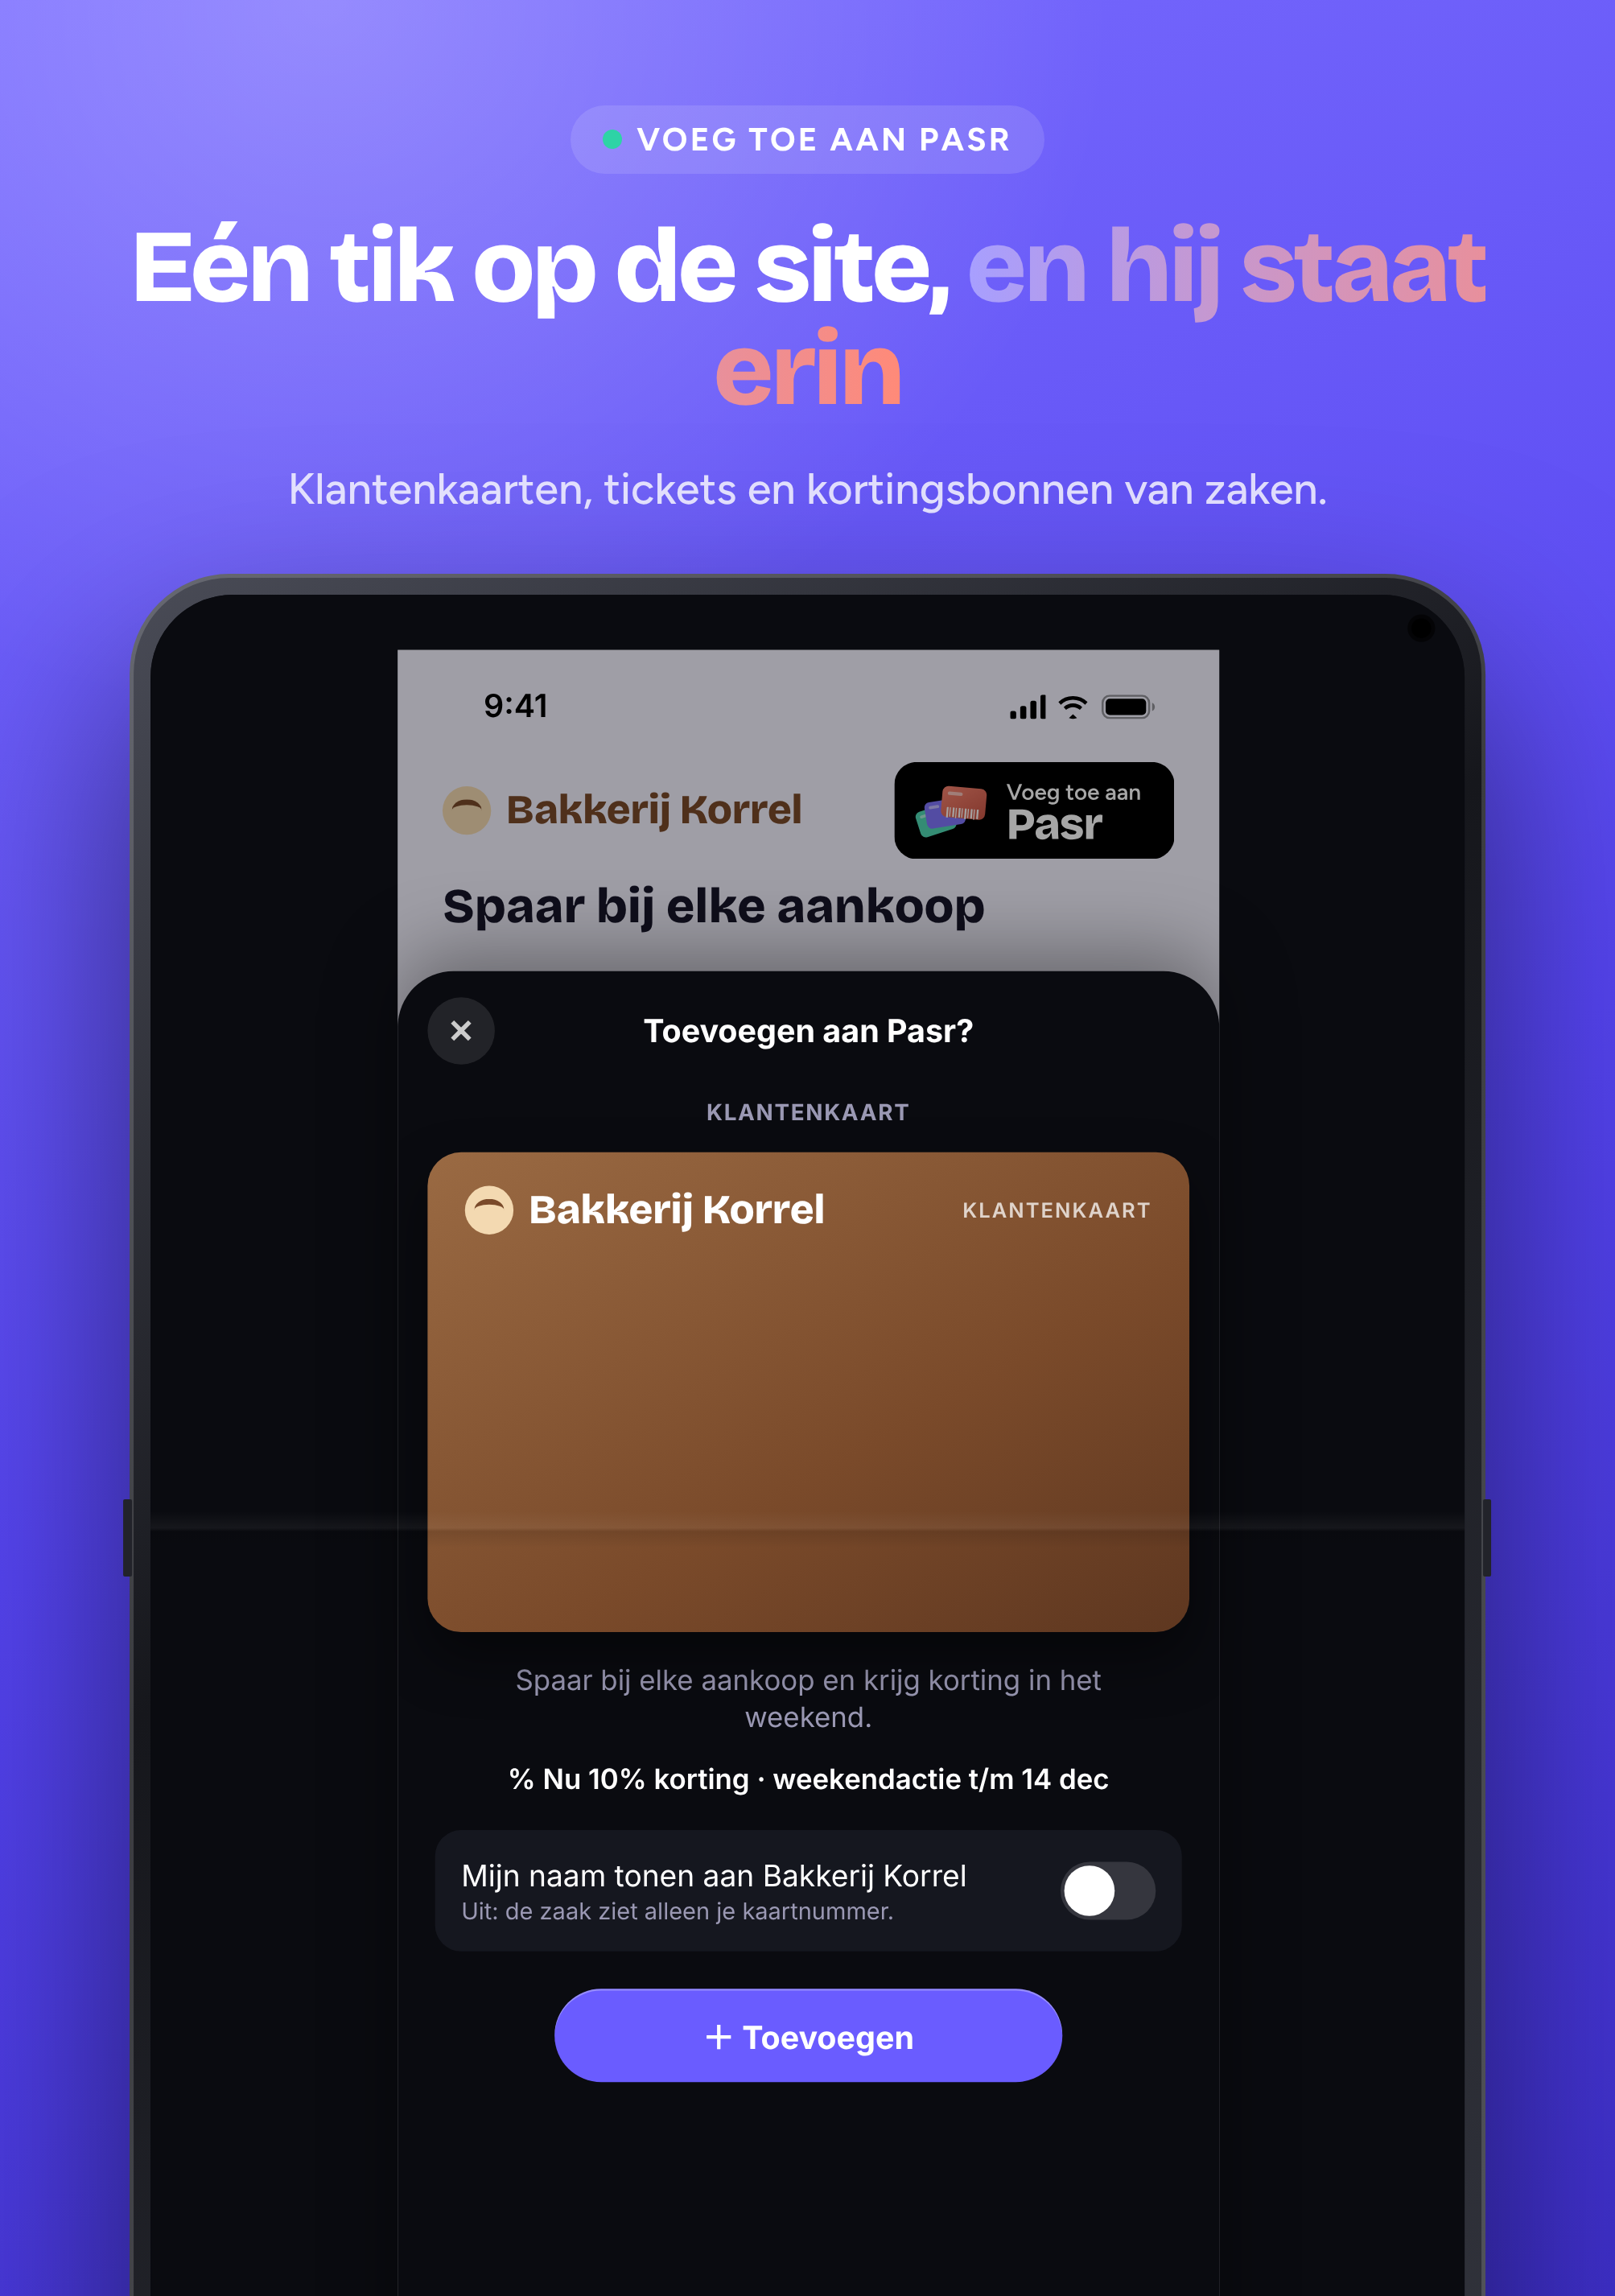 VOEG TOE AAN PASR
Eén tik op de site, en hij staat
erin
Klantenkaarten, tickets en kortingsbonnen van zaken.
9:41
Bakkerij Korrel
Voeg toe aan
Pasr
Spaar bij elke aankoop
Toevoegen aan Pasr?
KLANTENKAART
Bakkerij Korrel
KLANTENKAART
Spaar bij elke aankoop en krijg korting in het
weekend.
% Nu 10% korting · weekendactie t/m 14 dec
Mijn naam tonen aan Bakkerij Korrel
Uit: de zaak ziet alleen je kaartnummer.
+ Toevoegen